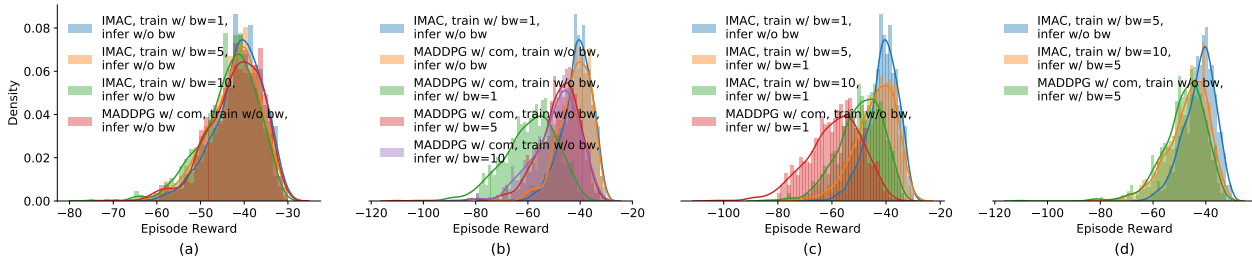 Density
0.00
0.02
0.04
0.06
0.08
IMAC, train w/ bw=1,
infer w/o bw
IMAC, train w/ bw=5,
infer w/o bw
IMAC, train w/ bw=10,
infer w/o bw
MADDPG w/ com, train w/o bw,
infer w/o bw
−80 −70 −60 −50 −40 −30
Episode Reward
(a)
IMAC, train w/ bw=1,
infer w/o bw
MADDPG w/ com, train w/o bw,
infer w/o bw
MADDPG w/ com, train w/o bw,
infer w/ bw=1
MADDPG w/ com, train w/o bw,
infer w/ bw=5
MADDPG w/ com, train w/o bw,
infer w/ bw=10
−120 −100 −80 −60 −40 −20
Episode Reward
(b)
IMAC, train w/ bw=1,
infer w/o bw
IMAC, train w/ bw=5,
infer w/ bw=1
IMAC, train w/ bw=10,
infer w/ bw=1
MADDPG w/ com, train w/o bw,
infer w/ bw=1
−100 −80 −60 −40 −20
Episode Reward
(c)
IMAC, train w/ bw=5,
infer w/o bw
IMAC, train w/ bw=10,
infer w/ bw=5
MADDPG w/ com, train w/o bw,
infer w/ bw=5
−120 −100 −80 −60 −40
Episode Reward
(d)